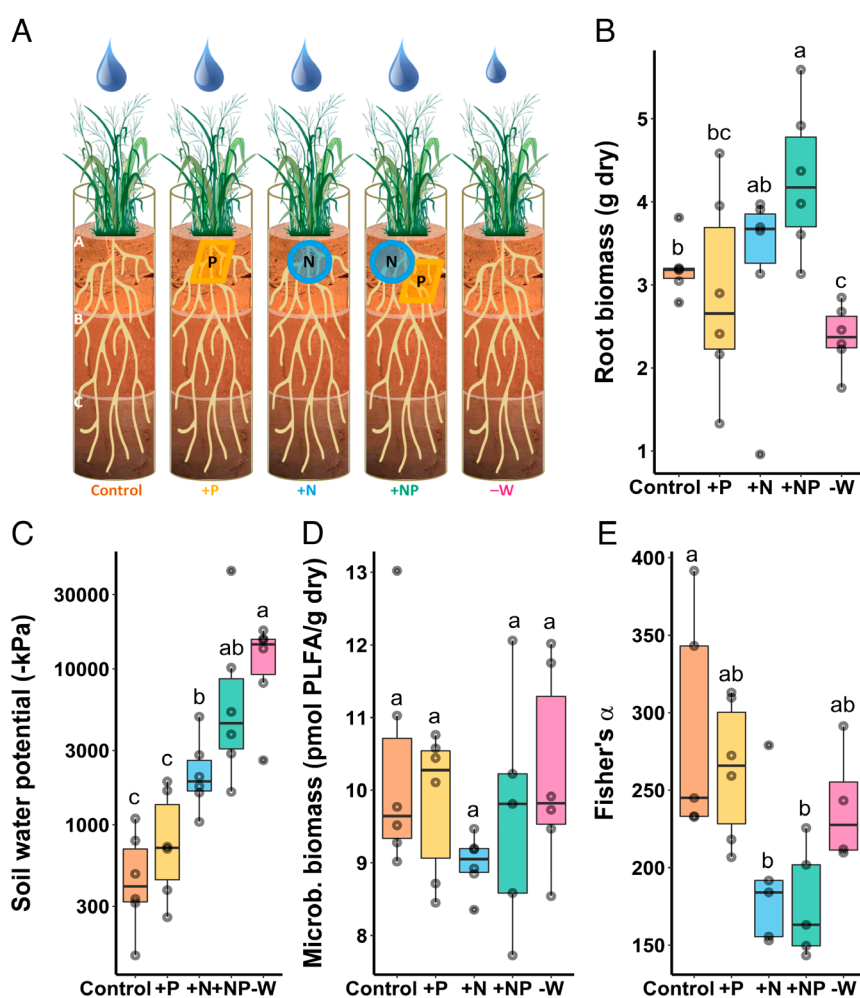 A
A
B
C
P
N
N
P
Control +P +N +NP –W
B
Root biomass (g dry)
5
4
3
2
1
b
bc
ab
a
c
Control +P +N +NP -W
C
Soil water potential (-kPa)
30000
10000
3000
1000
300
c
c
b
ab
a
Control +P +N +NP -W
D
Microb. biomass (pmol PLFA/g dry)
13
12
11
10
9
8
a
a
a
a
a
Control +P +N +NP -W
E
Fisher's α
400
350
300
250
200
150
a
ab
b
b
ab
Control +P +N +NP -W